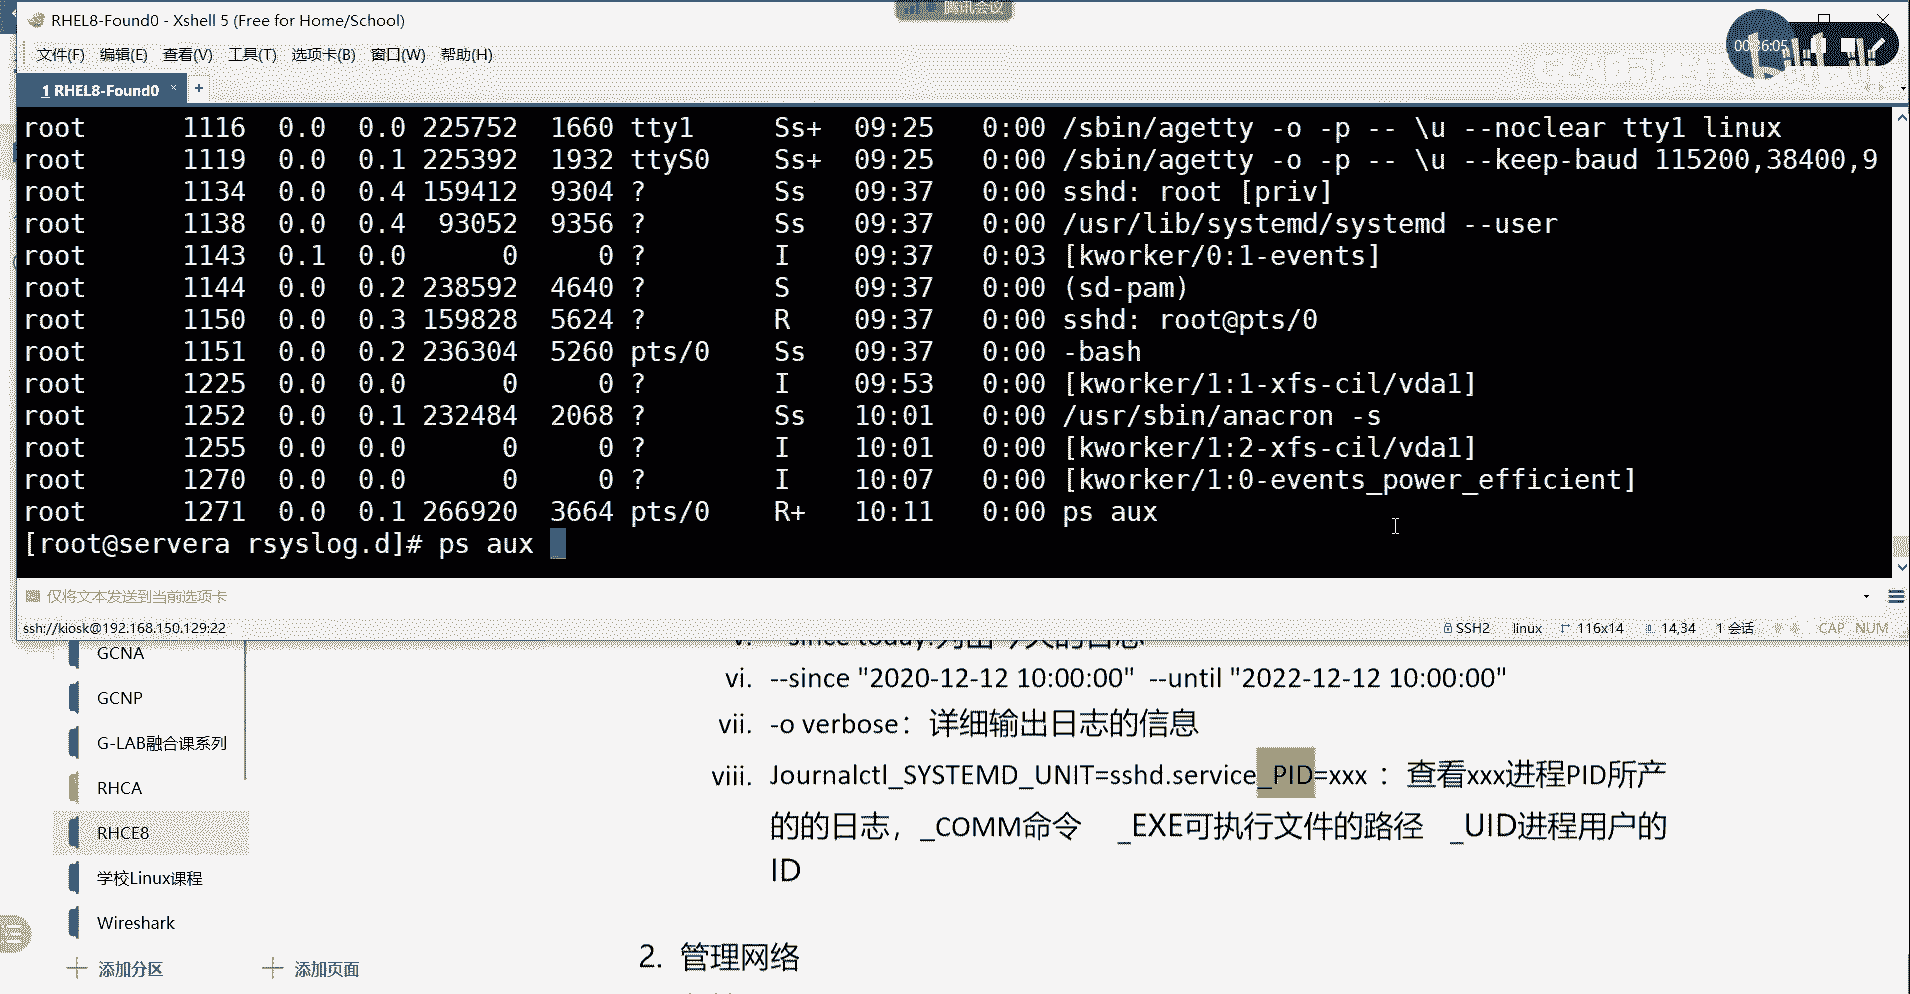 腾讯会议
RHEL8-Found0 - Xshell 5 (Free for Home/School)
00:36:05
文件(F) 编辑(E) 查看(V) 工具(T) 选项卡(B) 窗口(W) 帮助(H)
1 RHEL8-Found0 × +
root 1116 0.0 0.0 225752 1660 tty1 Ss+ 09:25 0:00 /sbin/agetty -o -p -- \u --noclear tty1 linux
root 1119 0.0 0.1 225392 1932 ttyS0 Ss+ 09:25 0:00 /sbin/agetty -o -p -- \u --keep-baud 115200,38400,9
root 1134 0.0 0.4 159412 9304 ? Ss 09:37 0:00 sshd: root [priv]
root 1138 0.0 0.4 93052 9356 ? Ss 09:37 0:00 /usr/lib/systemd/systemd --user
root 1143 0.1 0.0 0 0 ? I 09:37 0:03 [kworker/0:1-events]
root 1144 0.0 0.2 238592 4640 ? S 09:37 0:00 (sd-pam)
root 1150 0.0 0.3 159828 5624 ? R 09:37 0:00 sshd: root@pts/0
root 1151 0.0 0.2 236304 5260 pts/0 Ss 09:37 0:00 -bash
root 1225 0.0 0.0 0 0 ? I 09:53 0:00 [kworker/1:1-xfs-cil/vda1]
root 1252 0.0 0.1 232484 2068 ? Ss 10:01 0:00 /usr/sbin/anacron -s
root 1255 0.0 0.0 0 0 ? I 10:01 0:00 [kworker/1:2-xfs-cil/vda1]
root 1270 0.0 0.0 0 0 ? I 10:07 0:00 [kworker/1:0-events_power_efficient]
root 1271 0.0 0.1 266920 3664 pts/0 R+ 10:11 0:00 ps aux
[root@servera rsyslog.d]# ps aux
仅将文本发送到当前选项卡
ssh://kiosk@192.168.150.129:22 SSH2 linux 116x14 14,34 1 会话 CAP NUM
GCNA
GCNP
G-LAB融合课系列
RHCA
RHCE8
学校Linux课程
Wireshark
添加分区 添加页面
v. --since today:列出今天的日志
vi. --since "2020-12-12 10:00:00" --until "2022-12-12 10:00:00"
vii. -o verbose：详细输出日志的信息
viii. Journalctl_SYSTEMD_UNIT=sshd.service_PID=xxx ：查看xxx进程PID所产
的的日志，_COMM命令 _EXE可执行文件的路径 _UID进程用户的
ID
2. 管理网络